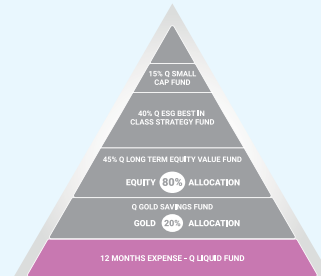 15% Q SMALL
CAP FUND
40% Q ESG BEST IN
CLASS STRATEGY FUND
45% Q LONG TERM EQUITY VALUE FUND
EQUITY 80% ALLOCATION
Q GOLD SAVINGS FUND
GOLD 20% ALLOCATION
12 MONTHS EXPENSE - Q LIQUID FUND